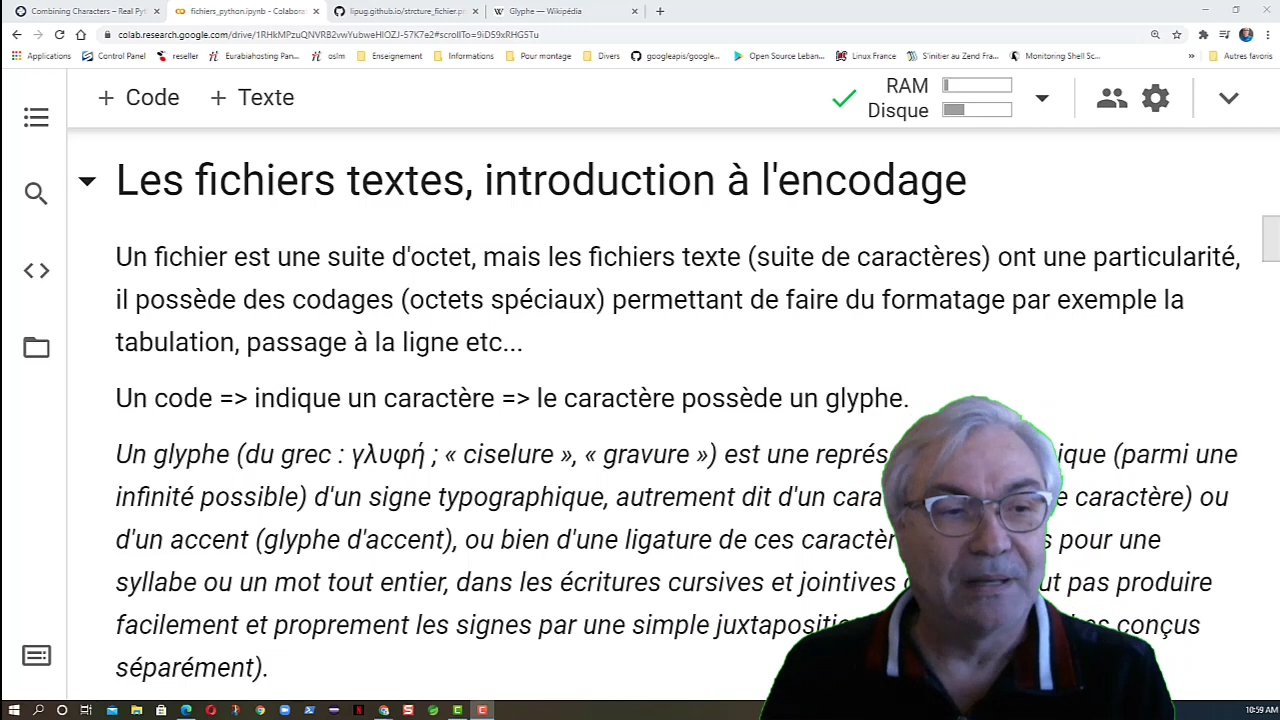 Combining Characters – Real Pyt
fichiers_python.ipynb - Colabora
lipug.github.io/strcture_fichier.pr
Glyphe — Wikipédia
colab.research.google.com/drive/1RHkMPzuQNVRB2vwYubweHIOZJ-57K7e2#scrollTo=9iD59xRHG5Tu
Applications
Control Panel
reseller
Eurabiahosting Pan...
oslm
Enseignement
Informations
Pour montage
Divers
googleapis/google...
Open Source Leban...
Linux France
S'initier au Zend Fra...
Monitoring Shell Sc...
»
Autres favoris
+ Code + Texte
RAM
Disque
Les fichiers textes, introduction à l'encodage
Un fichier est une suite d'octet, mais les fichiers texte (suite de caractères) ont une particularité,
il possède des codages (octets spéciaux) permettant de faire du formatage par exemple la
tabulation, passage à la ligne etc...
Un code => indique un caractère => le caractère possède un glyphe.
Un glyphe (du grec : γλυφή ; « ciselure », « gravure ») est une représ ique (parmi une
infinité possible) d'un signe typographique, autrement dit d'un cara e caractère) ou
d'un accent (glyphe d'accent), ou bien d'une ligature de ces caractèr s pour une
syllabe ou un mot tout entier, dans les écritures cursives et jointives ut pas produire
facilement et proprement les signes par une simple juxtapositi es conçus
séparément).
10:59 AM